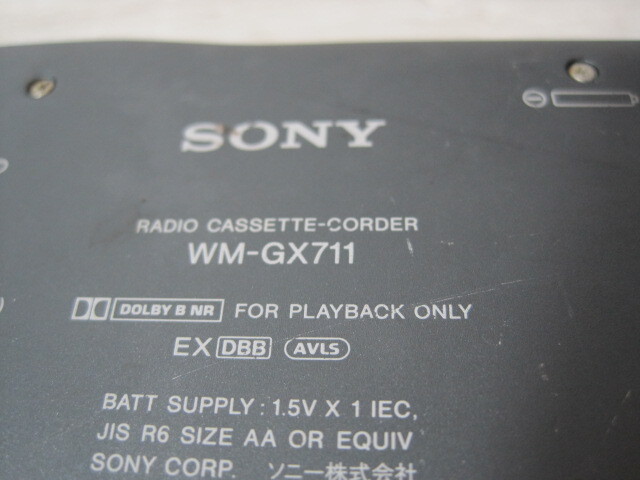 SONY
RADIO CASSETTE-CORDER
WM-GX711
DOLBY B NR FOR PLAYBACK ONLY
EX DBB AVLS
BATT SUPPLY : 1.5V X 1 IEC,
JIS R6 SIZE AA OR EQUIV
SONY CORP. ソニー株式会社